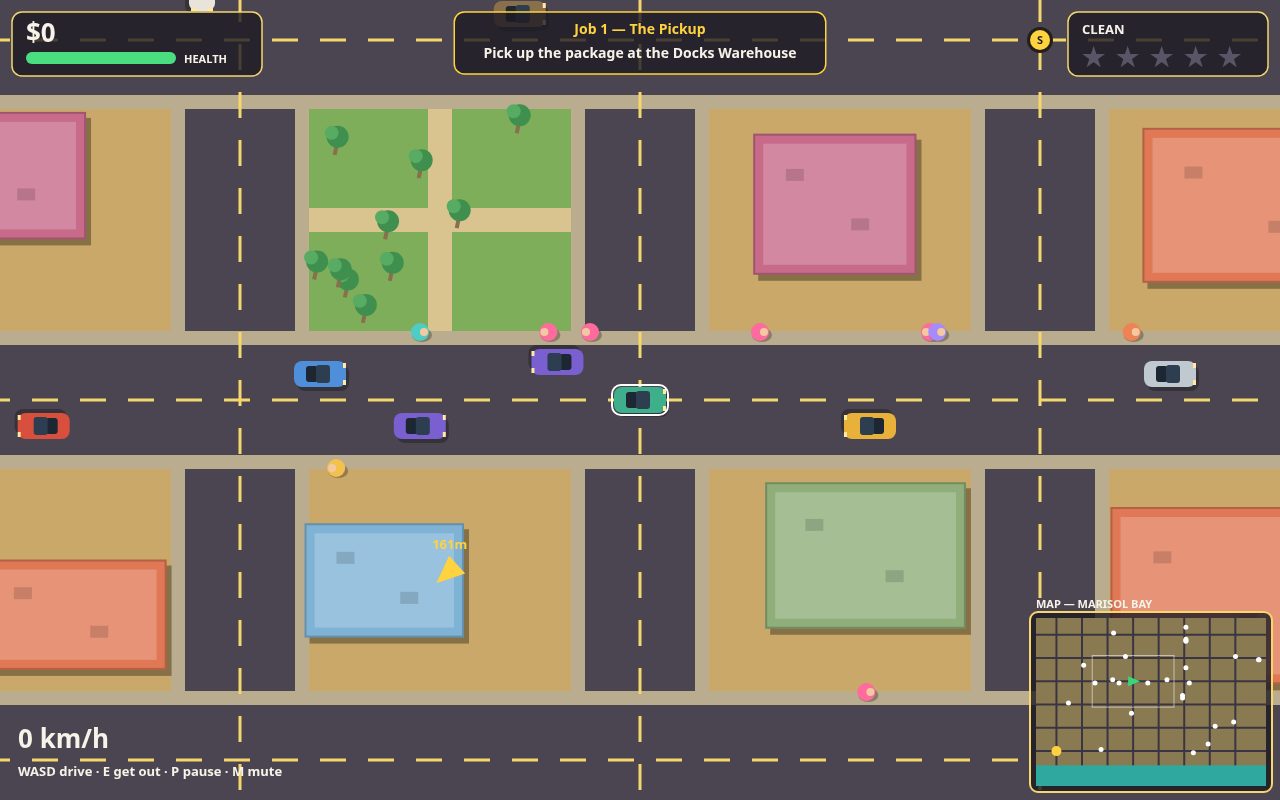 $0
HEALTH
Job 1 — The Pickup
Pick up the package at the Docks Warehouse
S
CLEAN
161m
MAP — MARISOL BAY
0 km/h
WASD drive · E get out · P pause · M mute